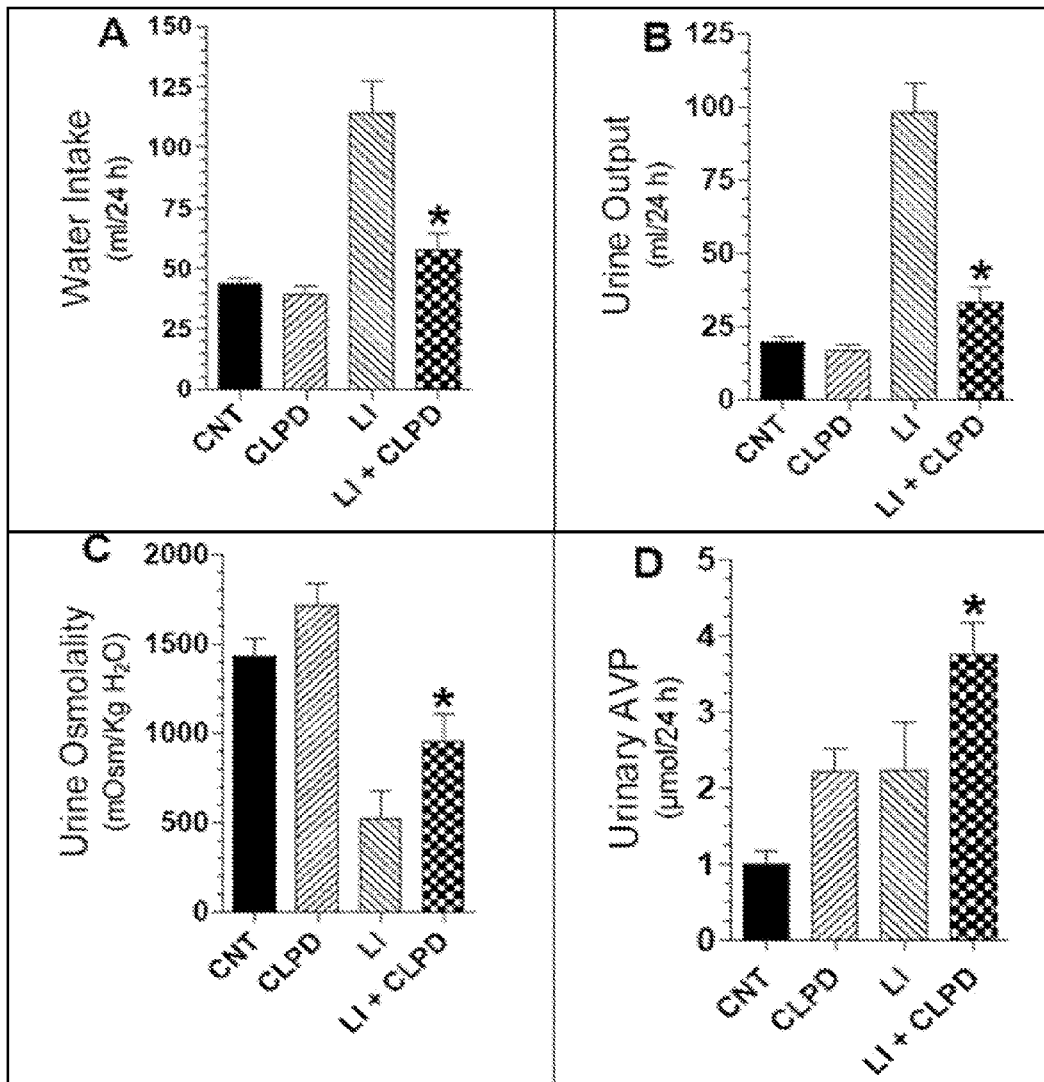 A
Water Intake
(ml/24 h)
150
125
100
75
50
25
0
*
CNT
CLPD
LI
LI + CLPD
B
Urine Output
(ml/24 h)
125
100
75
50
25
0
*
CNT
CLPD
LI
LI + CLPD
C
Urine Osmolality
(mOsm/Kg H₂O)
2000
1500
1000
500
0
*
CNT
CLPD
LI
LI + CLPD
D
Urinary AVP
(µmol/24 h)
5
4
3
2
1
0
*
CNT
CLPD
LI
LI + CLPD